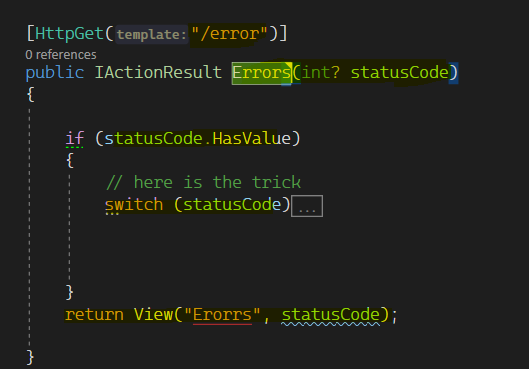 [HttpGet(template:"/error")]
0 references
public IActionResult Errors(int? statusCode)
{
if (statusCode.HasValue)
{
// here is the trick
switch (statusCode)...
}
return View("Erorrs", statusCode);
}